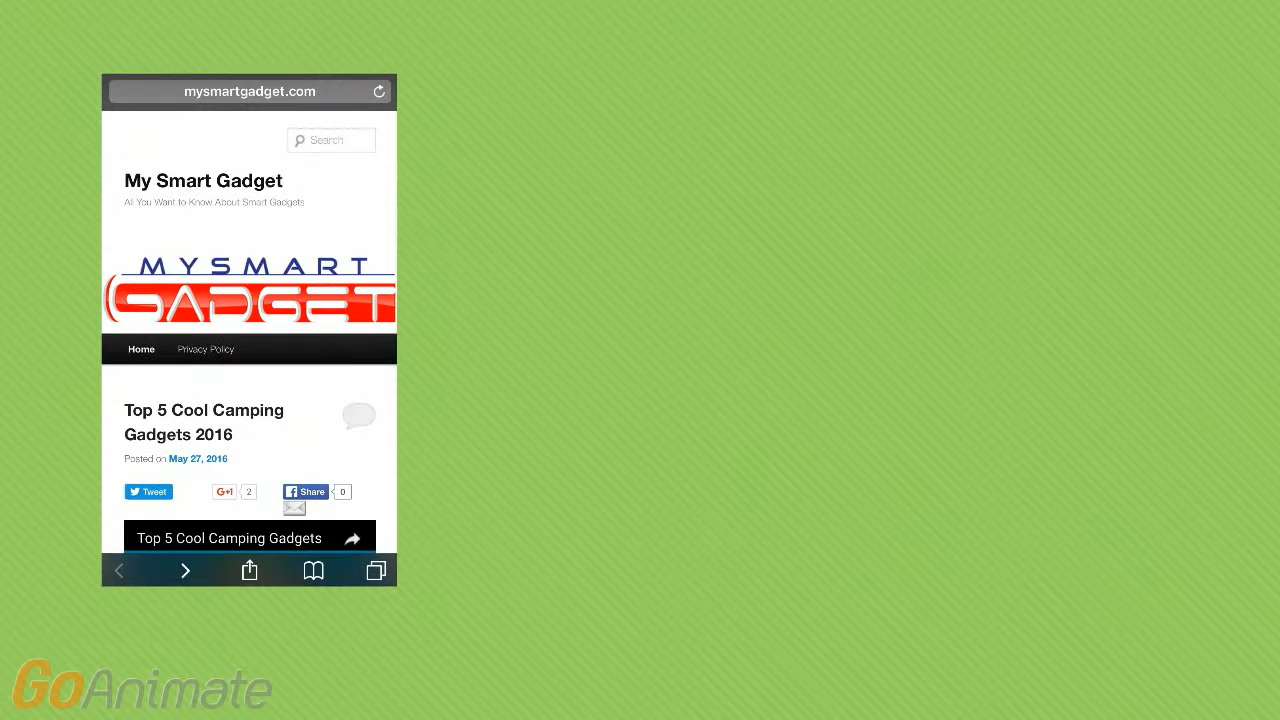 mysmartgadget.com
Search
My Smart Gadget
All You Want to Know About Smart Gadgets
MYSMART
GADGET
Home Privacy Policy
Top 5 Cool Camping
Gadgets 2016
Posted on May 27, 2016
Tweet G+1 2 Share 0
Top 5 Cool Camping Gadgets
GoAnimate